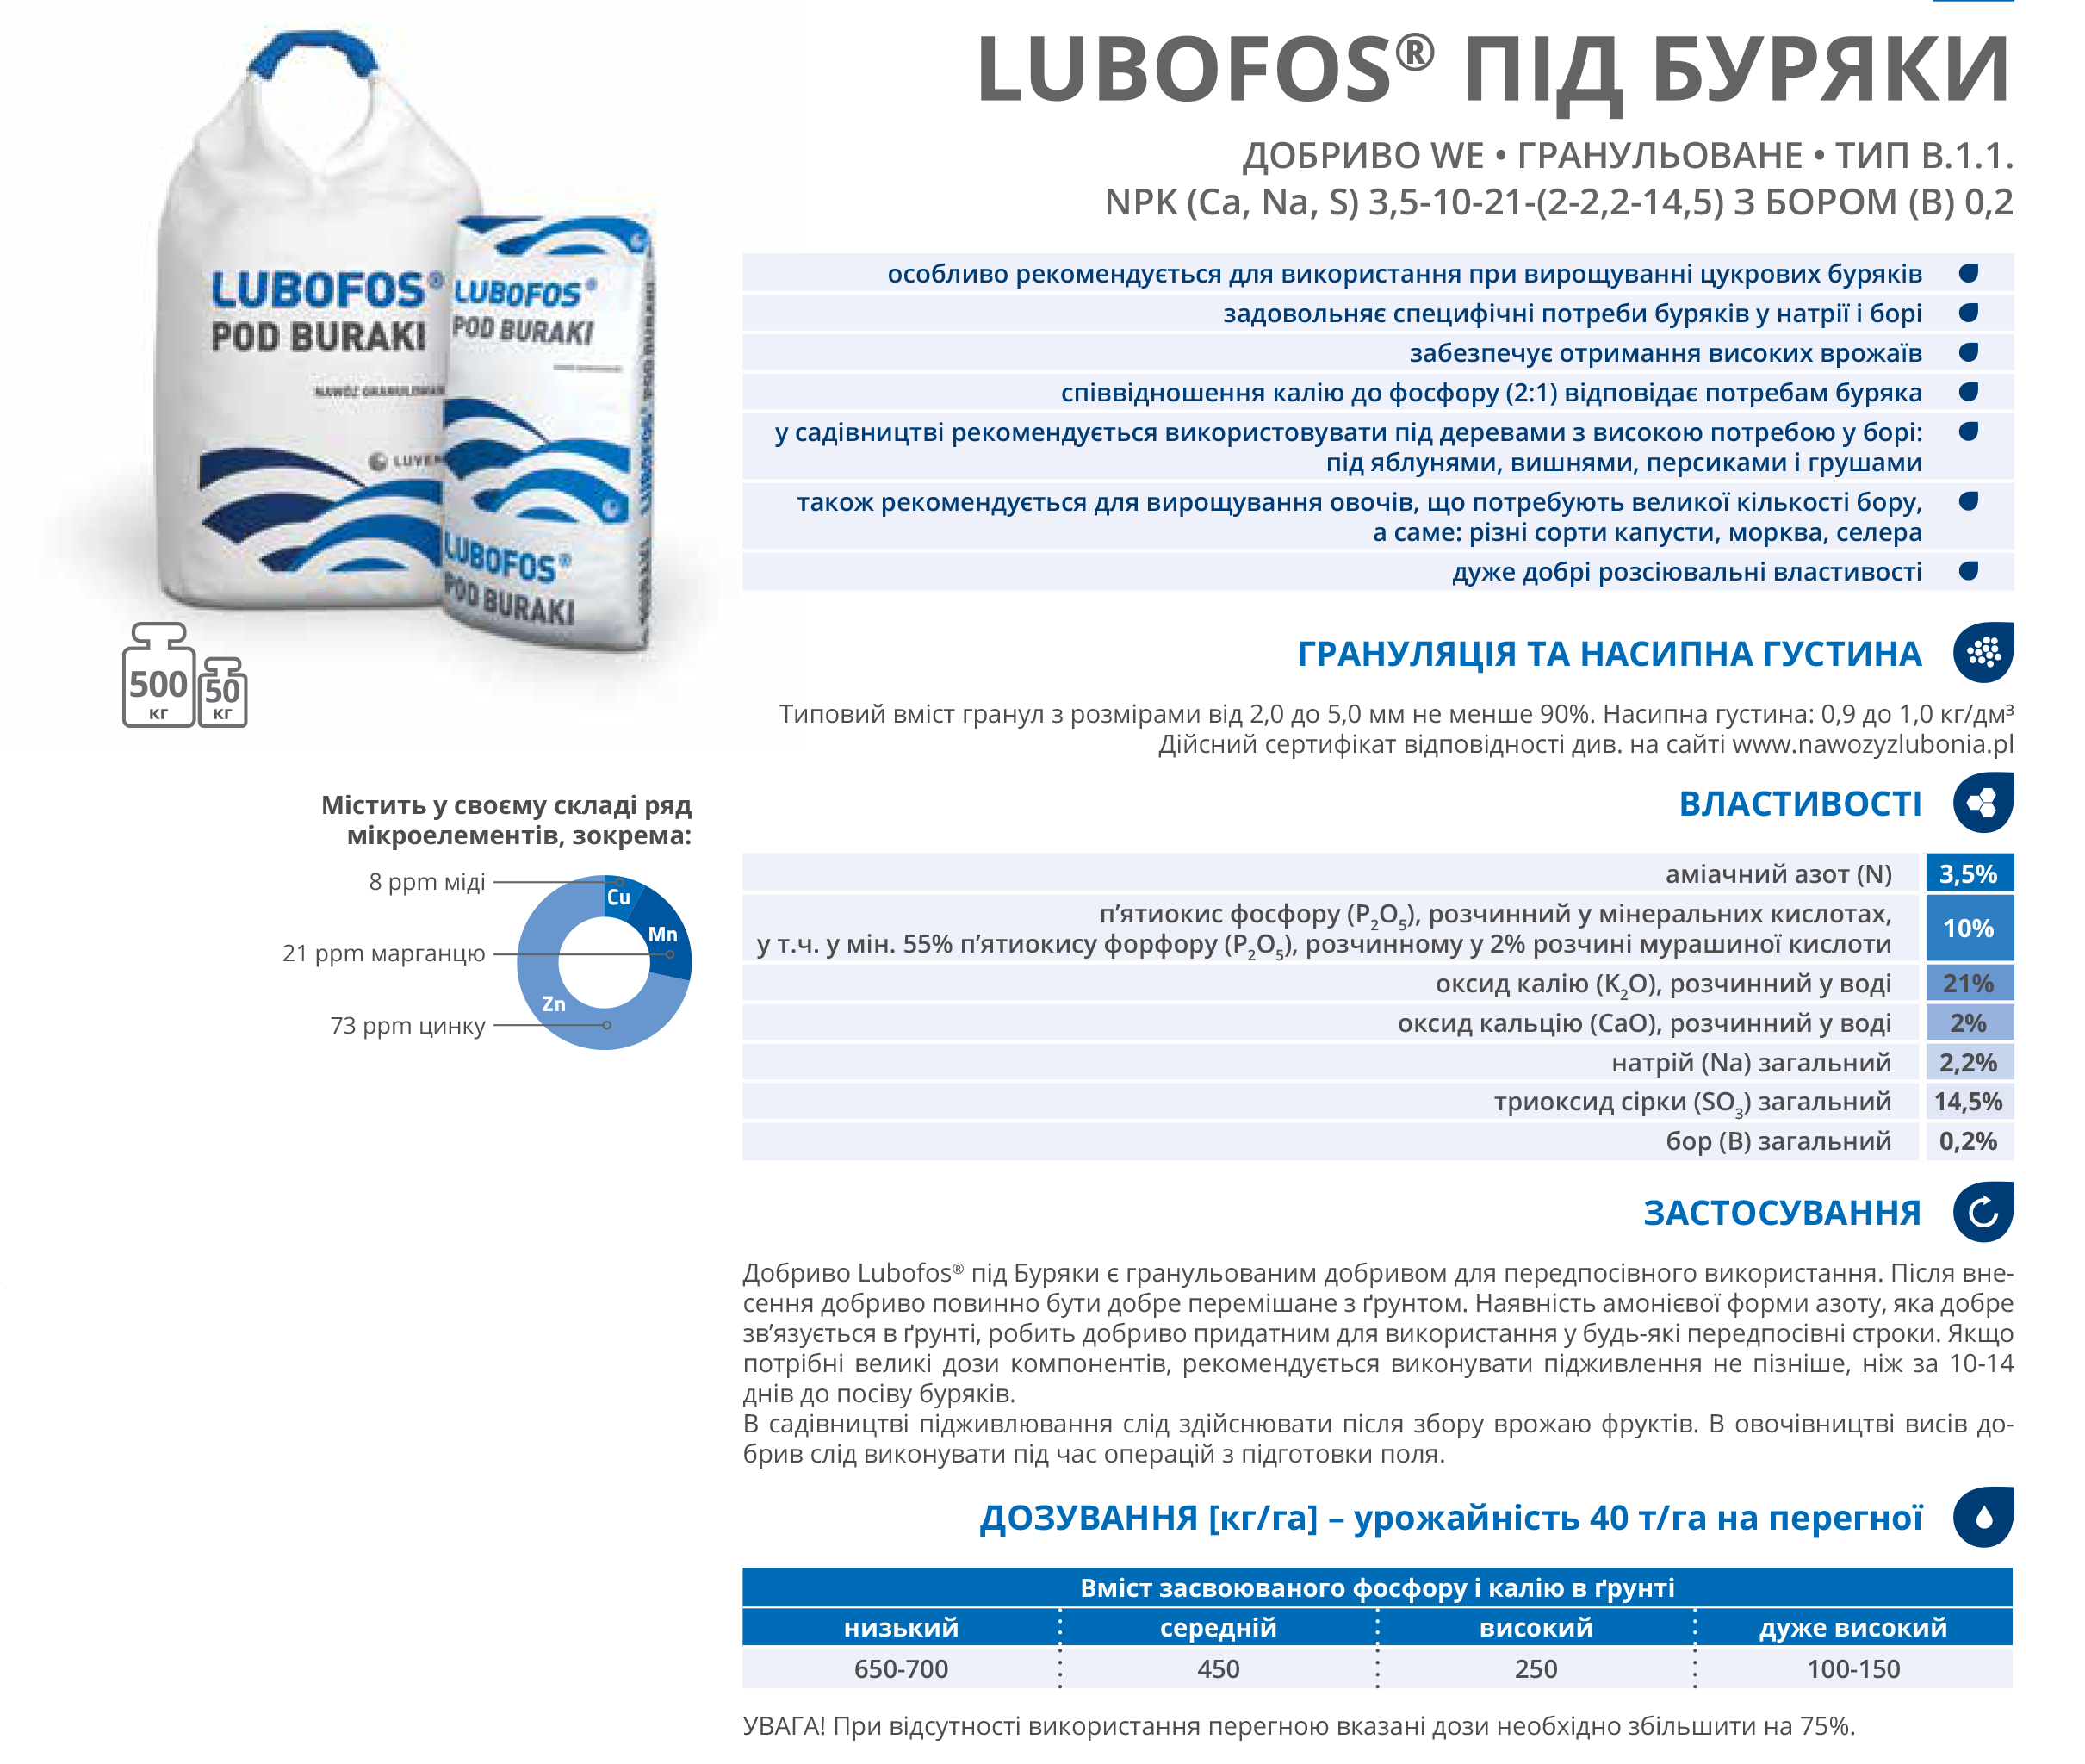 LUBOFOS® ПІД БУРЯКИ
ДОБРИВО WE • ГРАНУЛЬОВАНЕ • ТИП В.1.1.
NPK (Ca, Na, S) 3,5-10-21-(2-2,2-14,5) З БОРОМ (B) 0,2
LUBOFOS®
POD BURAKI
NAWÓZ GRANULOWANY
LUVENA
LUBOFOS®
POD BURAKI
LUBOFOS®
POD BURAKI
500
кг
50
кг
особливо рекомендується для використання при вирощуванні цукрових буряків
задовольняє специфічні потреби буряків у натрії і борі
забезпечує отримання високих врожаїв
співвідношення калію до фосфору (2:1) відповідає потребам буряка
у садівництві рекомендується використовувати під деревами з високою потребою у борі:
під яблунями, вишнями, персиками і грушами
також рекомендується для вирощування овочів, що потребують великої кількості бору,
а саме: різні сорти капусти, морква, селера
дуже добрі розсіювальні властивості
ГРАНУЛЯЦІЯ ТА НАСИПНА ГУСТИНА
Типовий вміст гранул з розмірами від 2,0 до 5,0 мм не менше 90%. Насипна густина: 0,9 до 1,0 кг/дм³
Дійсний сертифікат відповідності див. на сайті www.nawozyzlubonia.pl
Містить у своєму складі ряд
мікроелементів, зокрема:
8 ppm міді
21 ppm марганцю
73 ppm цинку
Cu
Mn
Zn
ВЛАСТИВОСТІ
аміачний азот (N) 3,5%
п’ятиокис фосфору (P₂O₅), розчинний у мінеральних кислотах,
у т.ч. у мін. 55% п’ятиокису форфору (P₂O₅), розчинному у 2% розчині мурашиної кислоти 10%
оксид калію (K₂O), розчинний у воді 21%
оксид кальцію (CaO), розчинний у воді 2%
натрій (Na) загальний 2,2%
триоксид сірки (SO₃) загальний 14,5%
бор (B) загальний 0,2%
ЗАСТОСУВАННЯ
Добриво Lubofos® під Буряки є гранульованим добривом для передпосівного використання. Після вне-
сення добриво повинно бути добре перемішане з ґрунтом. Наявність амонієвої форми азоту, яка добре
зв’язується в ґрунті, робить добриво придатним для використання у будь-які передпосівні строки. Якщо
потрібні великі дози компонентів, рекомендується виконувати підживлення не пізніше, ніж за 10-14
днів до посіву буряків.
В садівництві підживлювання слід здійснювати після збору врожаю фруктів. В овочівництві висів до-
брив слід виконувати під час операцій з підготовки поля.
ДОЗУВАННЯ [кг/га] – урожайність 40 т/га на перегної
Вміст засвоюваного фосфору і калію в ґрунті
низький середній високий дуже високий
650-700 450 250 100-150
УВАГА! При відсутності використання перегною вказані дози необхідно збільшити на 75%.